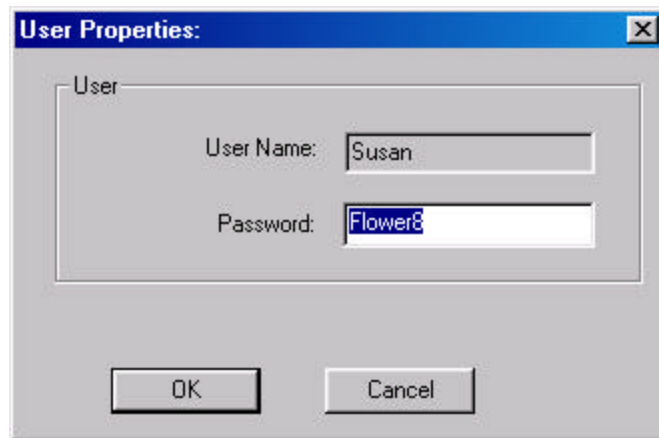 User Properties:
User
User Name: Susan
Password: Flower8
OK Cancel